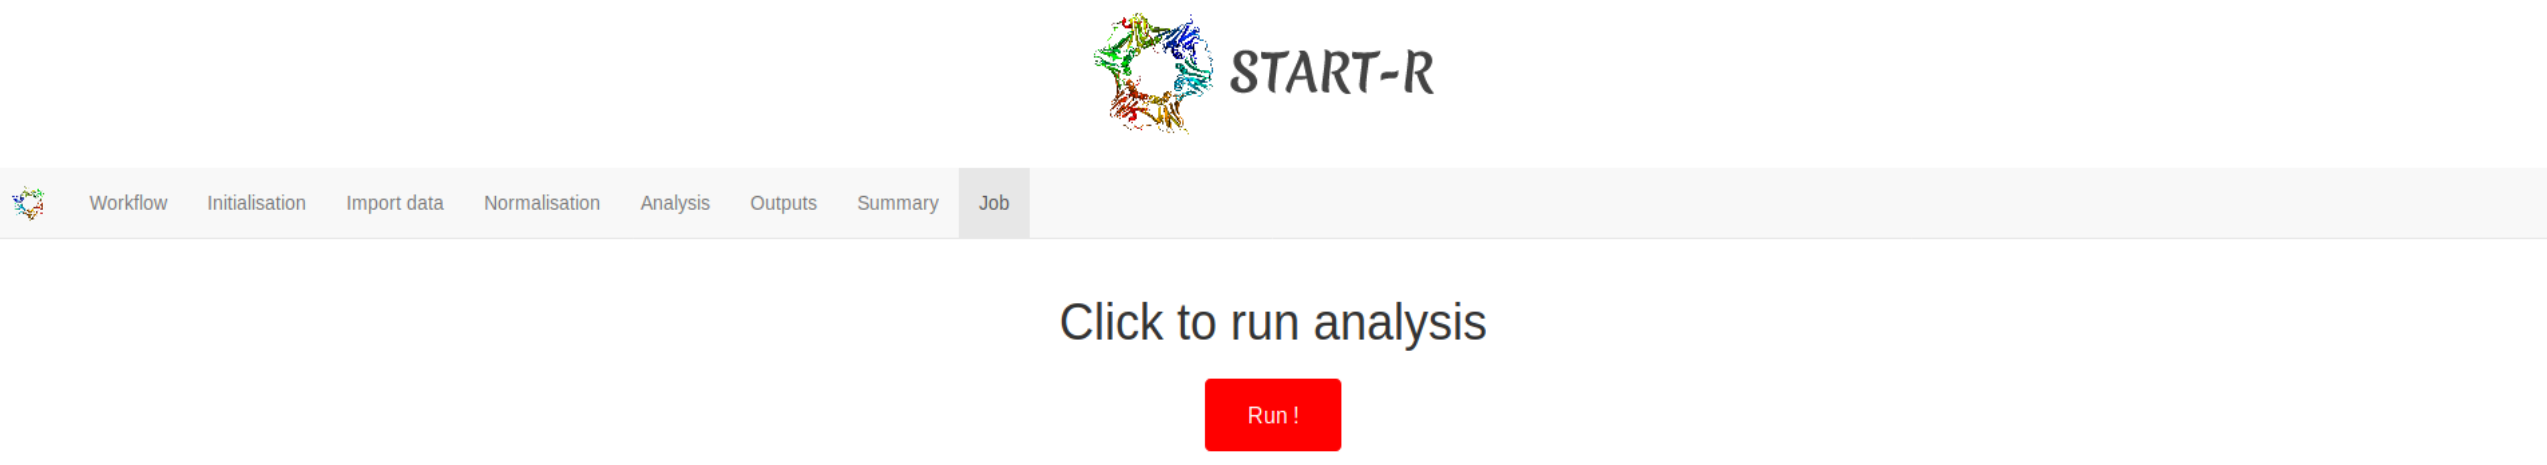 START-R
Workflow Initialisation Import data Normalisation Analysis Outputs Summary Job
Click to run analysis
Run !